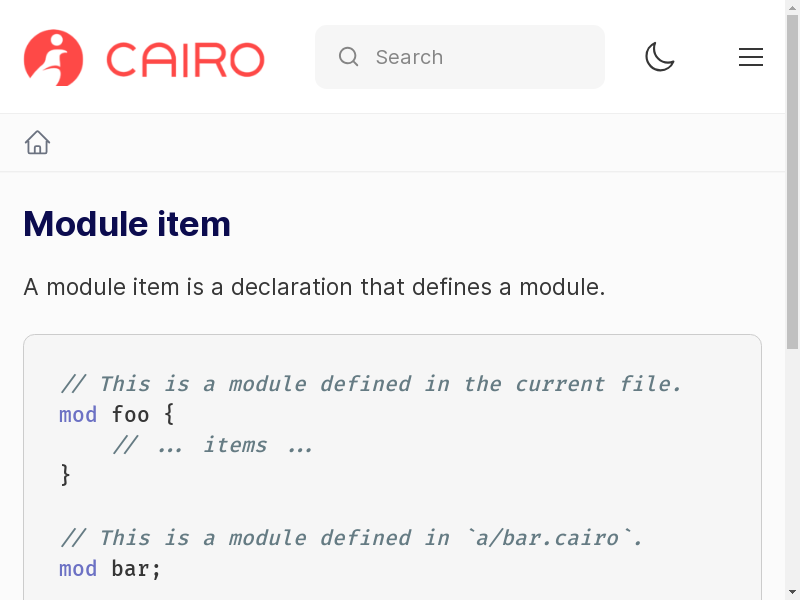 CAIRO
Search
Module item
A module item is a declaration that defines a module.
// This is a module defined in the current file.
mod foo {
    // ... items ...
}
// This is a module defined in `a/bar.cairo`.
mod bar;